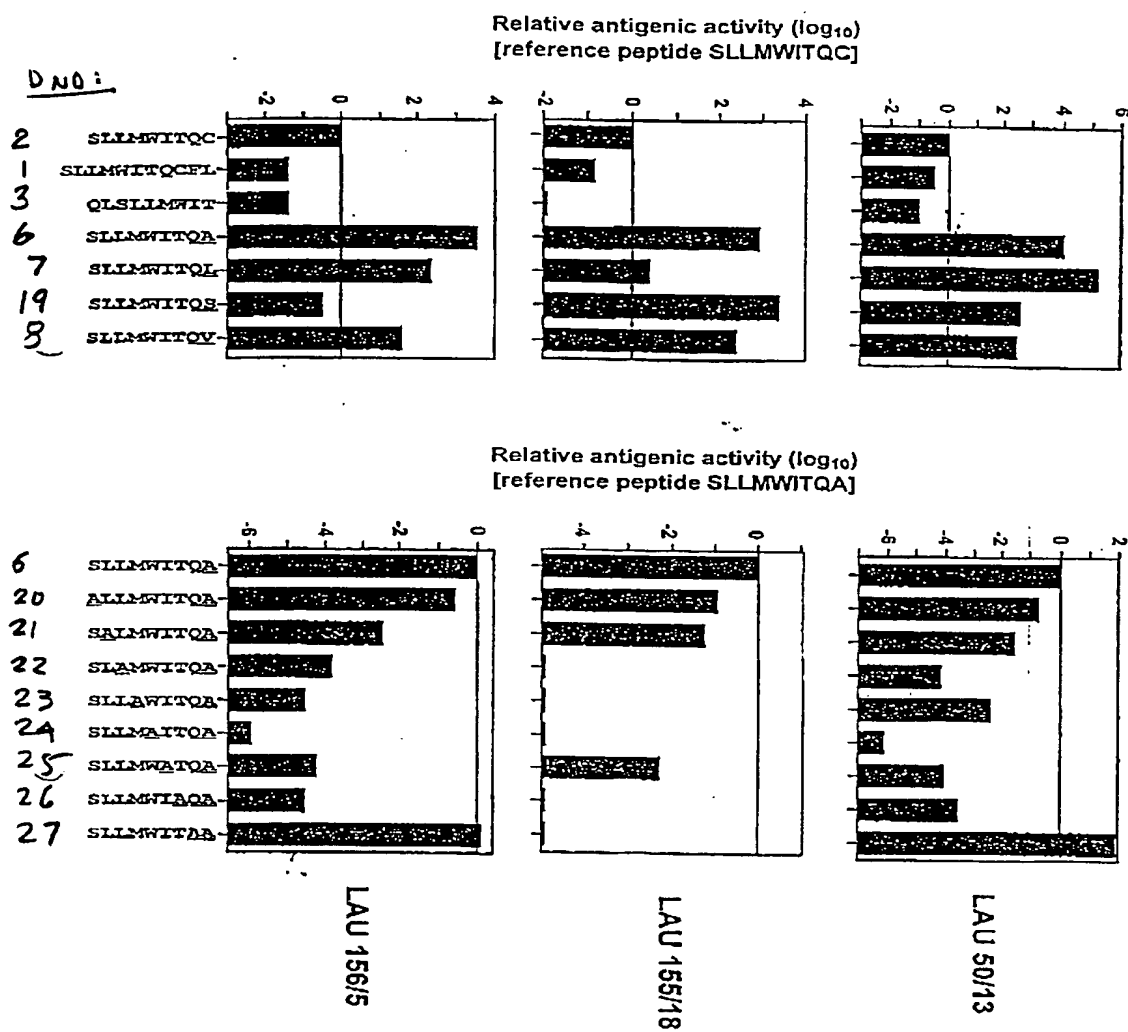 Relative antigenic activity (log10)
[reference peptide SLLMWITQC]
D NO:
-2 0 2 4
-2 0 2 4
-2 0 2 4 6
2 SLLMWITQC
1 SLLMWITQCFL
3 QLSLLMWIT
6 SLLMWITQA
7 SLLMWITQL
19 SLLMWITQS
8 SLLMWITQV
Relative antigenic activity (log10)
[reference peptide SLLMWITQA]
-6 -4 -2 0
-4 -2 0
-6 -4 -2 0 2
6 SLLMWITQA
20 ALLMWITQA
21 SALMWITQA
22 SLAMWITQA
23 SLLAWITQA
24 SLLMAITQA
25 SLLMWATQA
26 SLLMWIAQA
27 SLLMWITAA
LAU 156/5
LAU 155/18
LAU 50/13